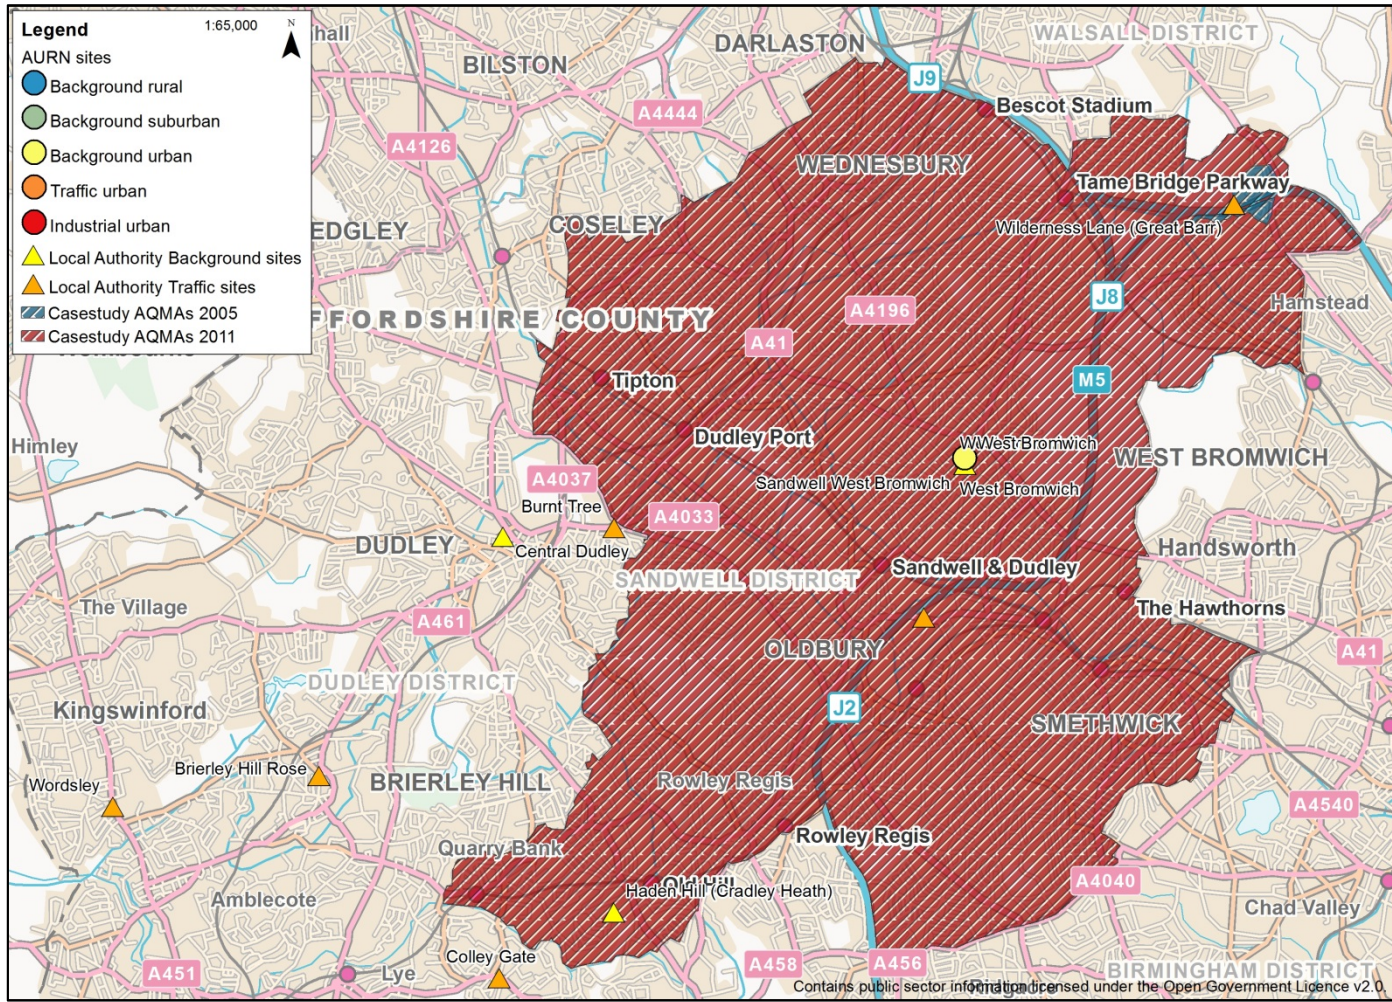 Legend
1:65,000
N
AURN sites
Background rural
Background suburban
Background urban
Traffic urban
Industrial urban
Local Authority Background sites
Local Authority Traffic sites
Casestudy AQMAs 2005
Casestudy AQMAs 2011
DARLASTON
WALSALL DISTRICT
BILSTON
J9
A4444
Bescot Stadium
A4126
WEDNESBURY
Tame Bridge Parkway
EDGLEY
COSELEY
Wilderness Lane (Great Barr)
J8
Hamstead
FFORDSHIRE COUNTY
A4196
A41
Tipton
M5
Dudley Port
West Bromwich
WEST BROMWICH
Himley
A4037
Sandwell West Bromwich
West Bromwich
Burnt Tree
A4033
DUDLEY
Central Dudley
Handsworth
SANDWELL DISTRICT
Sandwell & Dudley
The Village
A461
The Hawthorns
OLDBURY
A41
DUDLEY DISTRICT
Kingswinford
J2
SMETHWICK
Brierley Hill Rose
BRIERLEY HILL
Rowley Regis
Wordsley
A4540
Quarry Bank
Rowley Regis
Old Hill
Haden Hill (Cradley Heath)
A4040
Amblecote
Chad Valley
Colley Gate
A451
Lye
A458
A456
BIRMINGHAM DISTRICT
Contains public sector information licensed under the Open Government Licence v2.0.